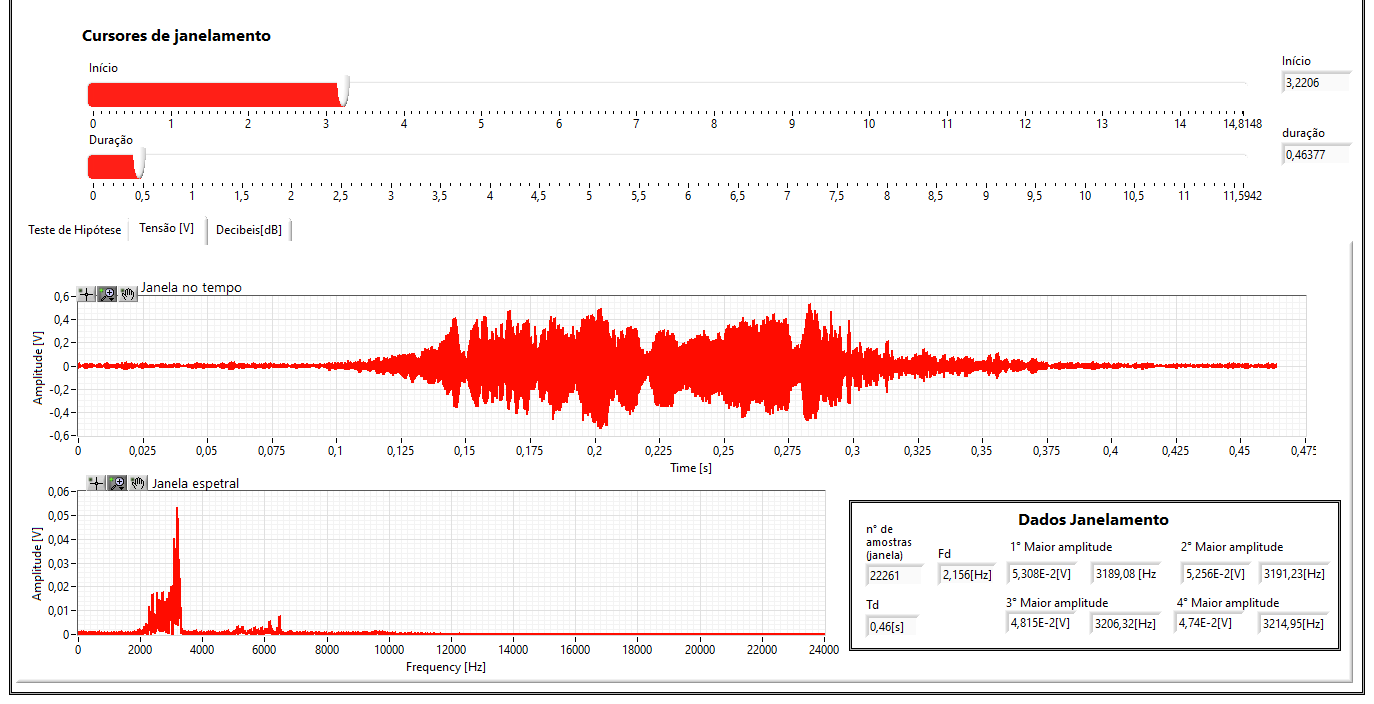 Cursores de janelamento
Início
0 1 2 3 4 5 6 7 8 9 10 11 12 13 14 14,8148
Início
3,2206
Duração
0 0,5 1 1,5 2 2,5 3 3,5 4 4,5 5 5,5 6 6,5 7 7,5 8 8,5 9 9,5 10 10,5 11 11,5942
duração
0,46377
Teste de Hipótese Tensão [V] Decibeis[dB]
Janela no tempo
Amplitude [V]
0,6
0,4
0,2
0
-0,2
-0,4
-0,6
0 0,025 0,05 0,075 0,1 0,125 0,15 0,175 0,2 0,225 0,25 0,275 0,3 0,325 0,35 0,375 0,4 0,425 0,45 0,475
Time [s]
Janela espetral
Amplitude [V]
0,06
0,05
0,04
0,03
0,02
0,01
0
0 2000 4000 6000 8000 10000 12000 14000 16000 18000 20000 22000 24000
Frequency [Hz]
Dados Janelamento
n° de
amostras
(janela)
22261
Fd
2,156[Hz]
1° Maior amplitude
5,308E-2[V] 3189,08 [Hz
2° Maior amplitude
5,256E-2[V] 3191,23[Hz]
Td
0,46[s]
3° Maior amplitude
4,815E-2[V] 3206,32[Hz]
4° Maior amplitude
4,74E-2[V] 3214,95[Hz]